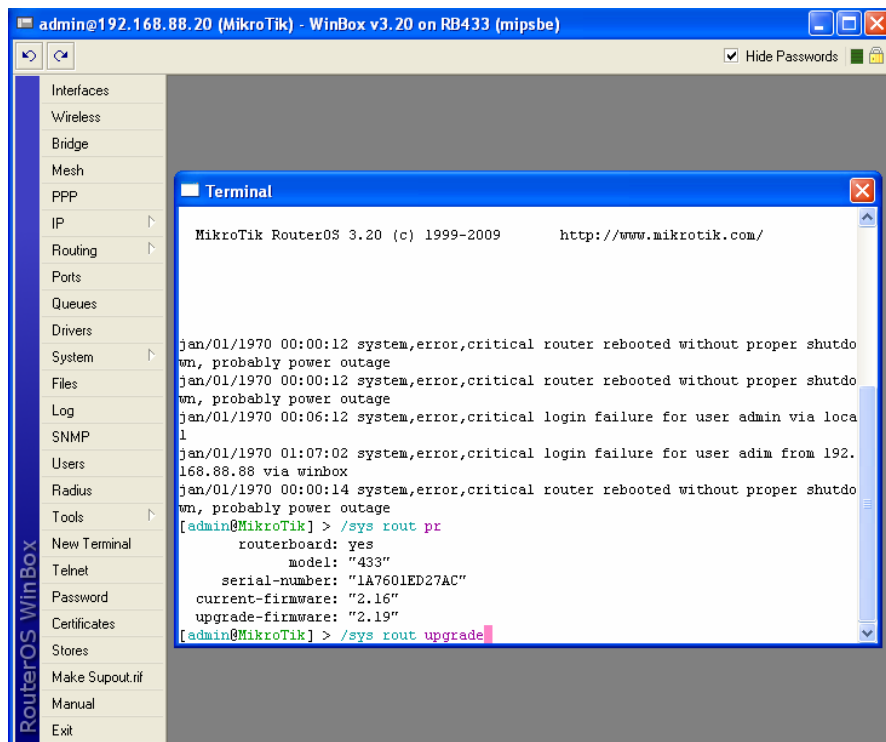 admin@192.168.88.20 (MikroTik) - WinBox v3.20 on RB433 (mipsbe)
Hide Passwords
Interfaces
Wireless
Bridge
Mesh
PPP
IP
Routing
Ports
Queues
Drivers
System
Files
Log
SNMP
Users
Radius
Tools
New Terminal
Telnet
Password
Certificates
Stores
Make Supout.rif
Manual
Exit
RouterOS WinBox
Terminal
MikroTik RouterOS 3.20 (c) 1999-2009 http://www.mikrotik.com/
jan/01/1970 00:00:12 system,error,critical router rebooted without proper shutdo
wn, probably power outage
jan/01/1970 00:00:12 system,error,critical router rebooted without proper shutdo
wn, probably power outage
jan/01/1970 00:06:12 system,error,critical login failure for user admin via loca
l
jan/01/1970 01:07:02 system,error,critical login failure for user adim from 192.
168.88.88 via winbox
jan/01/1970 00:00:14 system,error,critical router rebooted without proper shutdo
wn, probably power outage
[admin@MikroTik] > /sys rout pr
routerboard: yes
model: "433"
serial-number: "1A7601ED27AC"
current-firmware: "2.16"
upgrade-firmware: "2.19"
[admin@MikroTik] > /sys rout upgrade